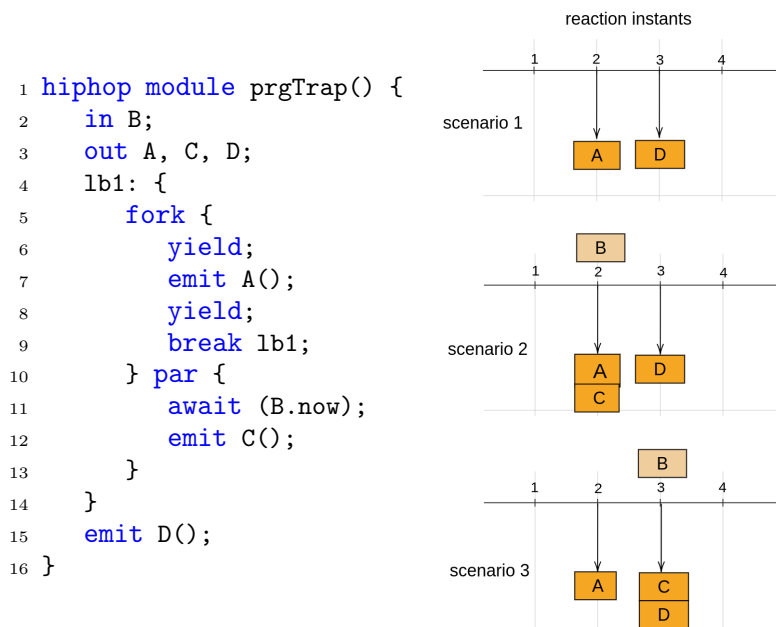 1 hiphop module prgTrap() {
2 in B;
3 out A, C, D;
4 lb1: {
5 fork {
6 yield;
7 emit A();
8 yield;
9 break lb1;
10 } par {
11 await (B.now);
12 emit C();
13 }
14 }
15 emit D();
16 }
reaction instants
1 2 3 4
scenario 1
A D
B
1 2 3 4
scenario 2
A D
C
B
1 2 3 4
scenario 3
A C
D